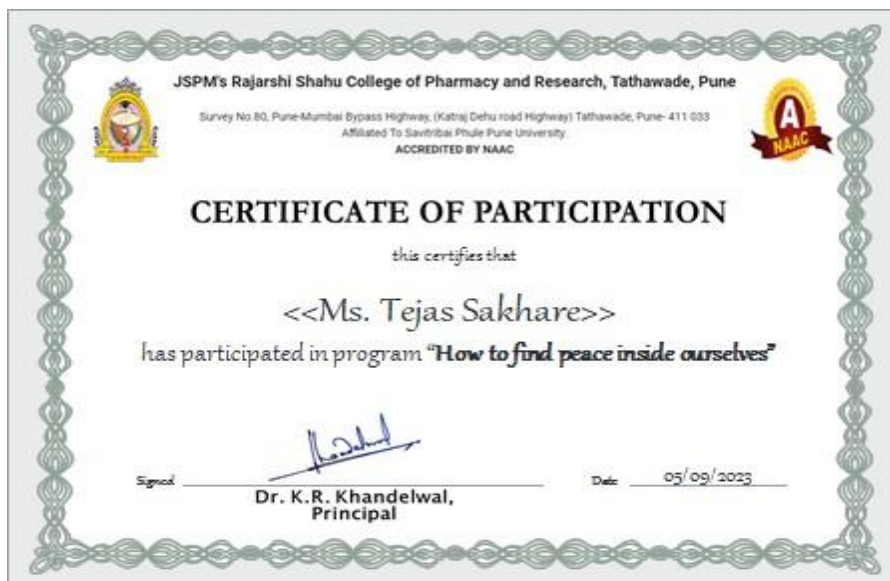 JSPM's Rajarshi Shahu College of Pharmacy and Research, Tathawade, Pune
Survey No.80, Pune-Mumbai Bypass Highway, (Katraj Dehu road Highway) Tathawade, Pune- 411 033
Affiliated To Savitribai Phule Pune University.
ACCREDITED BY NAAC
A
NAAC
CERTIFICATE OF PARTICIPATION
this certifies that
<<Ms. Tejas Sakhare>>
has participated in program “How to find peace inside ourselves”
Signed
Date 05/09/2023
Dr. K.R. Khandelwal,
Principal